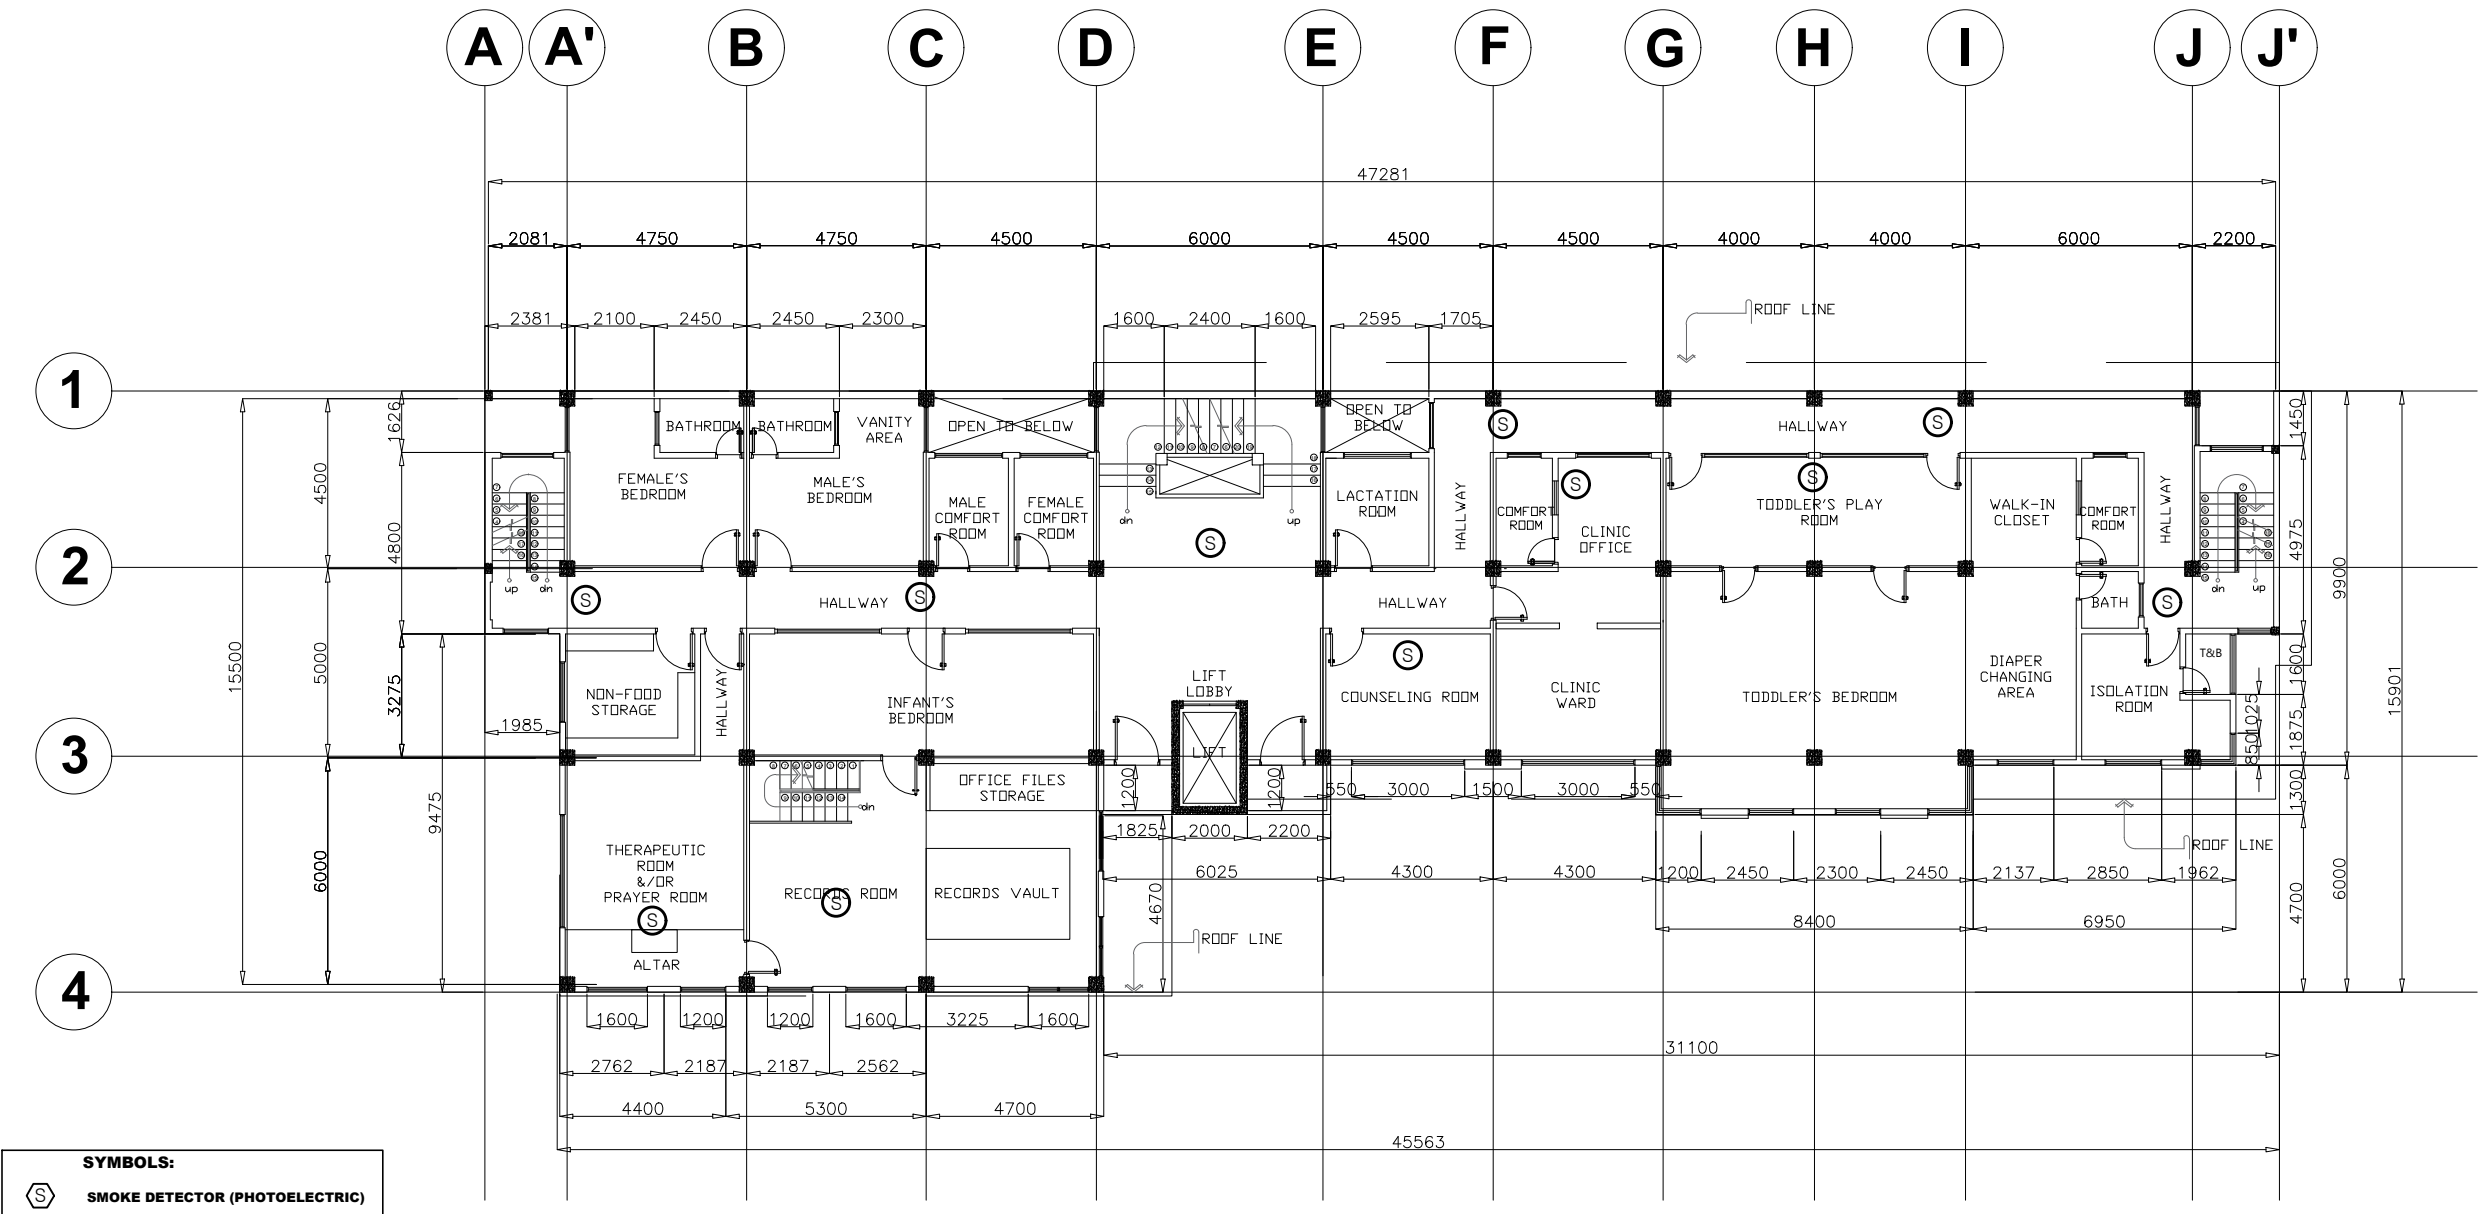 A A' B C D E F G H I J J'
47281
2081 4750 4750 4500 6000 4500 4500 4000 4000 6000 2200
ROOF LINE
2381 2100 2450 2450 2300 1600 2400 1600 2595 1705
1
1626
4500
4800
15500
BATHROOM
BATHROOM
VANITY
AREA
OPEN TO BELOW
OPEN TO
BELOW
S
HALLWAY
S
1450
FEMALE'S
BEDROOM
MALE'S
BEDROOM
MALE
COMFORT
ROOM
FEMALE
COMFORT
ROOM
dn
up
S
LACTATION
ROOM
HALLWAY
COMFORT
ROOM
S
CLINIC
OFFICE
S
TODDLER'S PLAY
ROOM
WALK-IN
CLOSET
COMFORT
ROOM
HALLWAY
4975
9900
15901
2
up
dn
dn
up
S
HALLWAY
S
HALLWAY
BATH
S
5000
3275
1985
NON-FOOD
STORAGE
HALLWAY
INFANT'S
BEDROOM
LIFT
LOBBY
LIFT
S
COUNSELING ROOM
CLINIC
WARD
TODDLER'S BEDROOM
DIAPER
CHANGING
AREA
ISOLATION
ROOM
T&B
1600
1025
1875
850
3
9475
6000
dn
OFFICE FILES
STORAGE
1200
1200
550 3000 1500 3000 550
1300
1825 2000 2200
ROOF LINE
THERAPEUTIC
ROOM
&/OR
PRAYER ROOM
S
ALTAR
RECORDS ROOM
S
RECORDS VAULT
6025 4300 4300 1200 2450 2300 2450 2137 2850 1962
4670
8400 6950
4700
6000
ROOF LINE
4
1600 1200 1200 1600 3225 1600
31100
2762 2187 2187 2562
4400 5300 4700
45563
SYMBOLS:
S SMOKE DETECTOR (PHOTOELECTRIC)